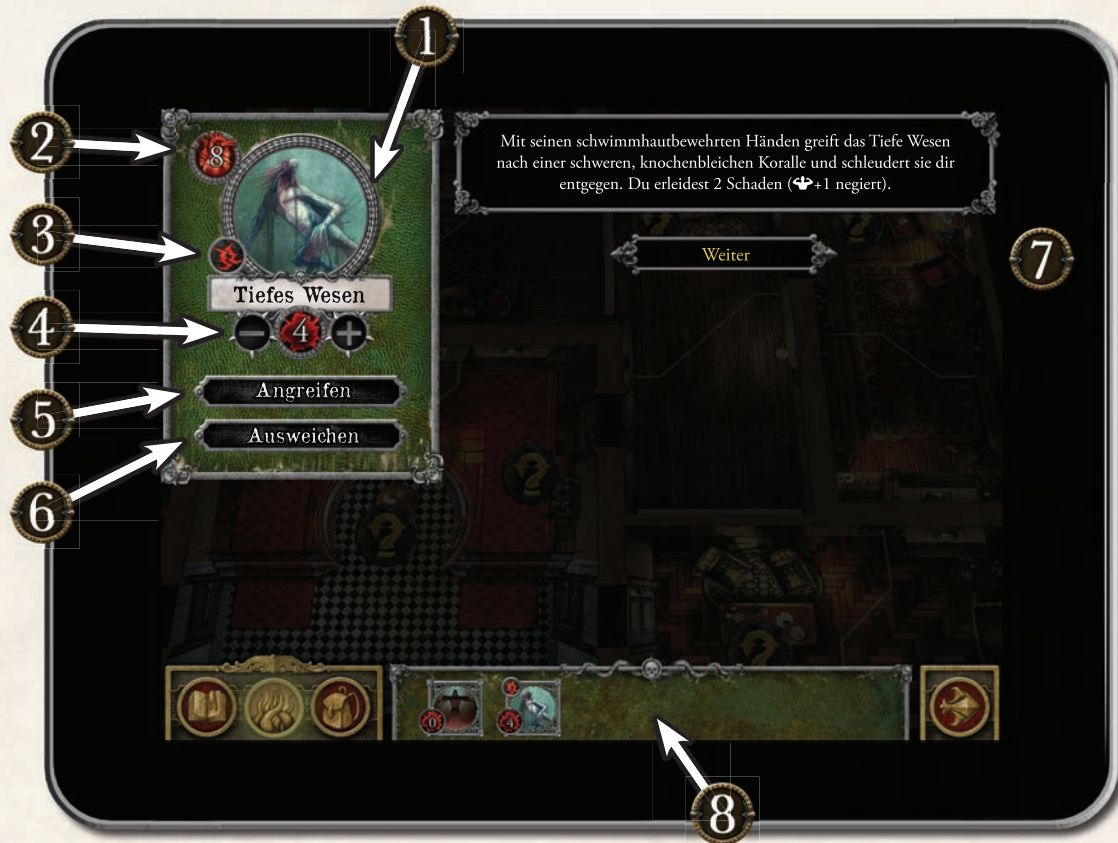 1
2
8
Mit seinen schwimmhautbewehrten Händen greift das Tiefe Wesen
nach einer schweren, knochenbleichen Koralle und schleudert sie dir
entgegen. Du erleidest 2 Schaden (+1 negiert).
3
Weiter
7
Tiefes Wesen
4
− 4 +
5
Angreifen
Ausweichen
6
?
?
?
0
4
8